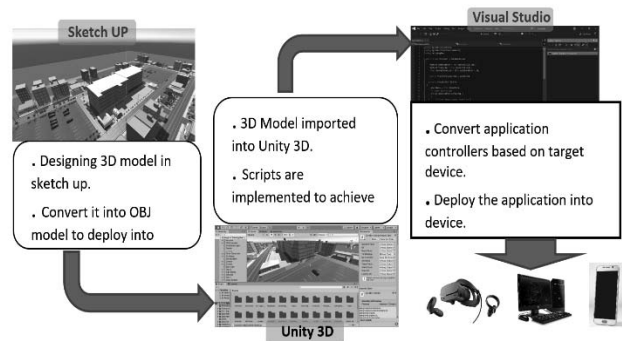 Sketch UP
. Designing 3D model in
sketch up.
. Convert it into OBJ
model to deploy into
. 3D Model imported
into Unity 3D.
. Scripts are
implemented to achieve
Unity 3D
Visual Studio
. Convert application
controllers based on target
device.
. Deploy the application into
device.